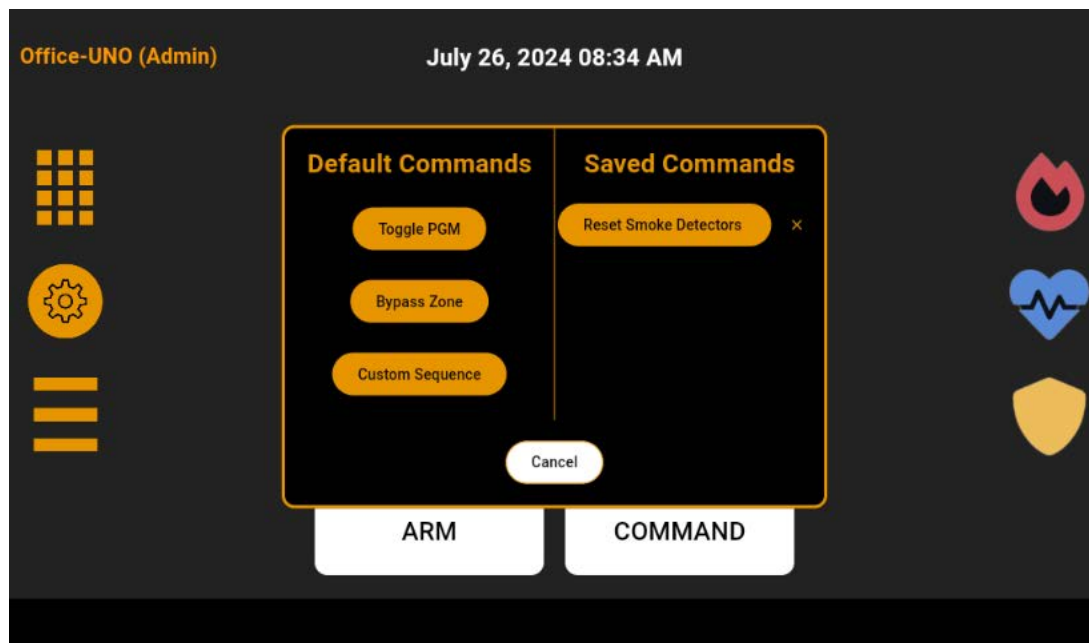 Office-UNO (Admin)
July 26, 2024 08:34 AM
Default Commands
Toggle PGM
Bypass Zone
Custom Sequence
Saved Commands
Reset Smoke Detectors ×
Cancel
ARM
COMMAND